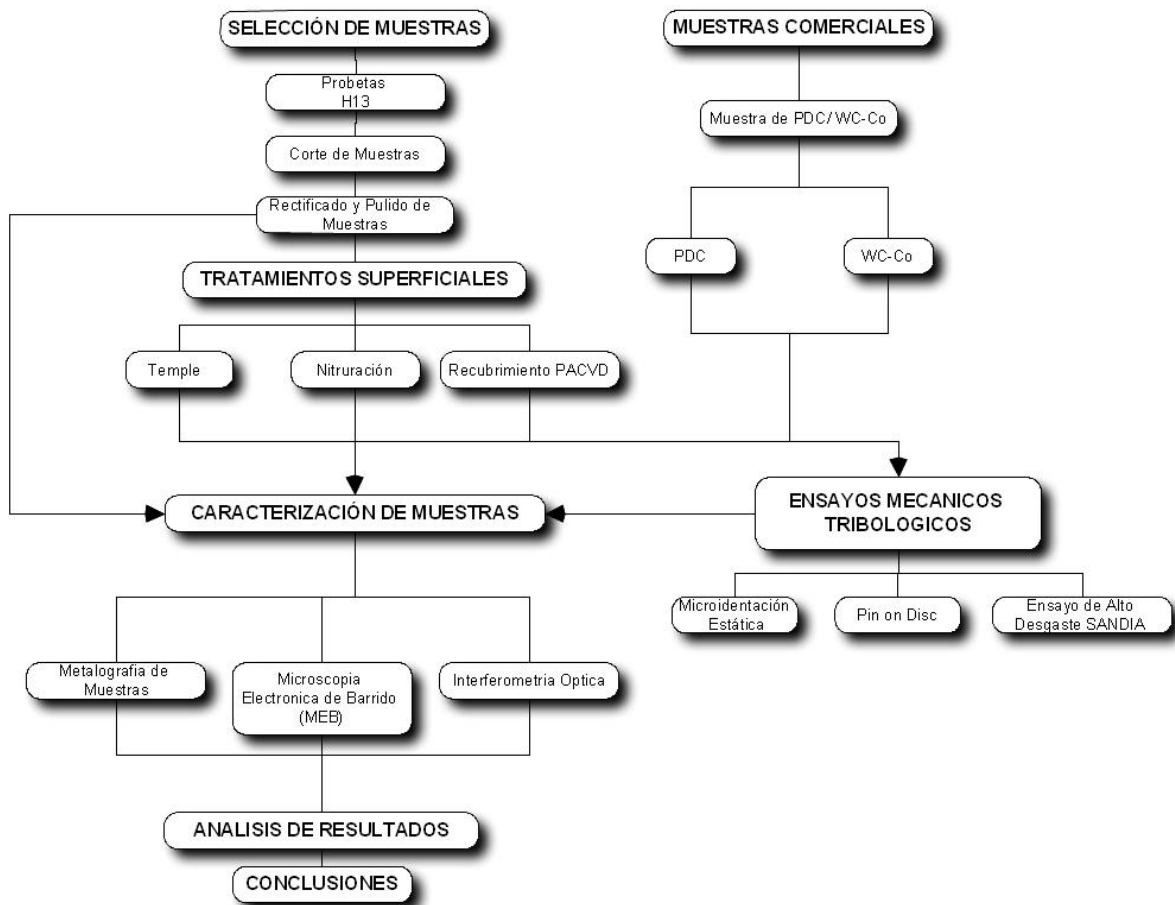 SELECCIÓN DE MUESTRAS
MUESTRAS COMERCIALES
Probetas
H13
Muestra de PDC/ WC-Co
Corte de Muestras
Rectificado y Pulido de
Muestras
PDC
WC-Co
TRATAMIENTOS SUPERFICIALES
Temple
Nitruración
Recubrimiento PACVD
CARACTERIZACIÓN DE MUESTRAS
ENSAYOS MECANICOS
TRIBOLOGICOS
Microidentación
Estática
Pin on Disc
Ensayo de Alto
Desgaste SANDIA
Metalografia de
Muestras
Microscopia
Electronica de Barrido
(MEB)
Interferometria Optica
ANALISIS DE RESULTADOS
CONCLUSIONES